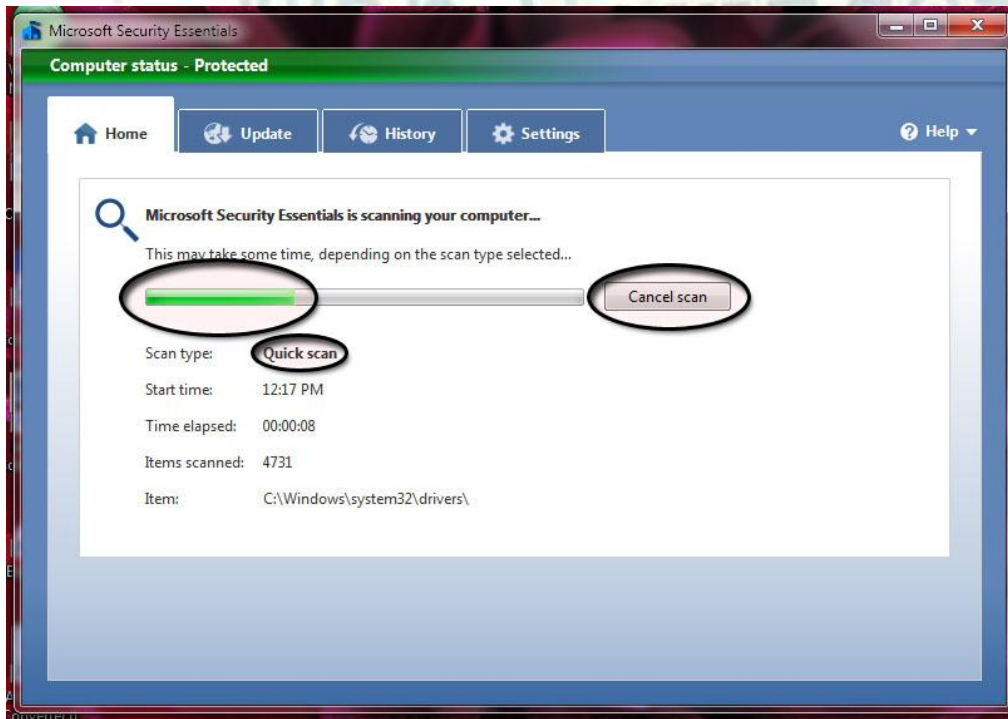 Microsoft Security Essentials
Computer status - Protected
Home Update History Settings Help
Microsoft Security Essentials is scanning your computer...
This may take some time, depending on the scan type selected...
Cancel scan
Scan type: Quick scan
Start time: 12:17 PM
Time elapsed: 00:00:08
Items scanned: 4731
Item: C:\Windows\system32\drivers\